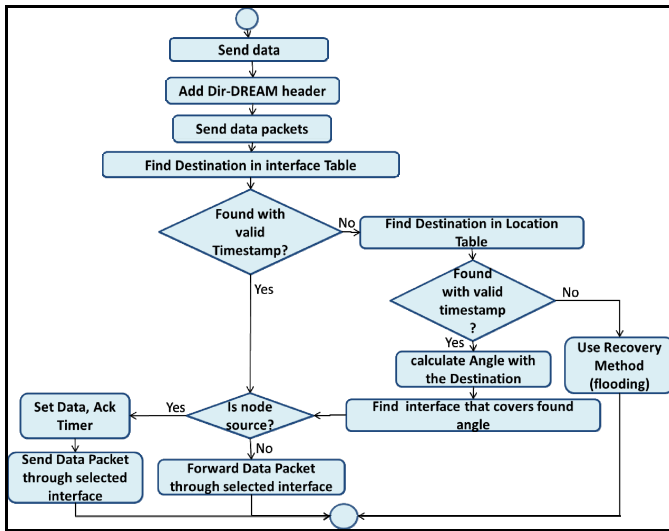 Send data
Add Dir-DREAM header
Send data packets
Find Destination in interface Table
Found with
valid
Timestamp?
No
Find Destination in Location
Table
Yes
Found
with valid
timestamp
?
No
Yes
calculate Angle with
the Destination
Use Recovery
Method
(flooding)
Find interface that covers found
angle
Is node
source?
Yes
Set Data, Ack
Timer
No
Send Data Packet
through selected
interface
Forward Data Packet
through selected interface